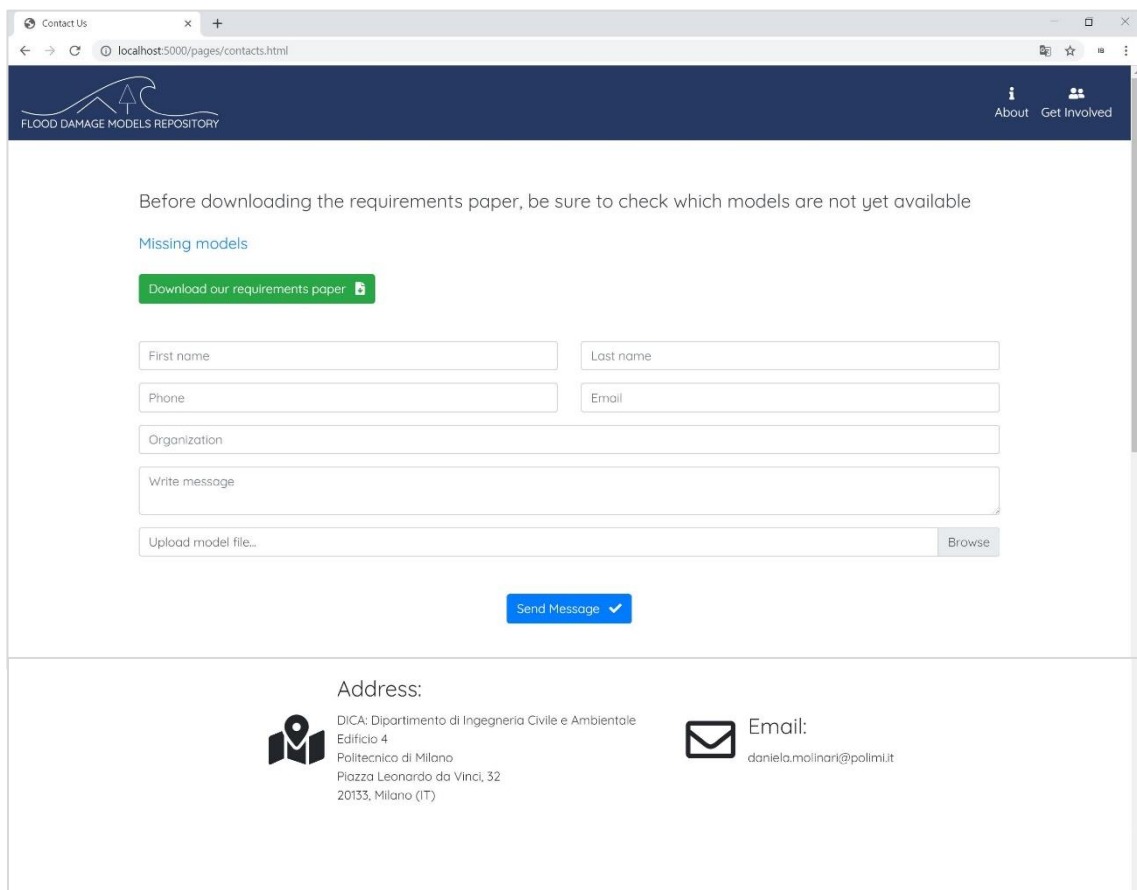 Contact Us
localhost:5000/pages/contacts.html
FLOOD DAMAGE MODELS REPOSITORY
About Get Involved
Before downloading the requirements paper, be sure to check which models are not yet available
Missing models
Download our requirements paper
First name Last name
Phone Email
Organization
Write message
Upload model file... Browse
Send Message
Address:
DICA: Dipartimento di Ingegneria Civile e Ambientale
Edificio 4
Politecnico di Milano
Piazza Leonardo da Vinci, 32
20133, Milano (IT)
Email:
daniela.molinari@polimi.it